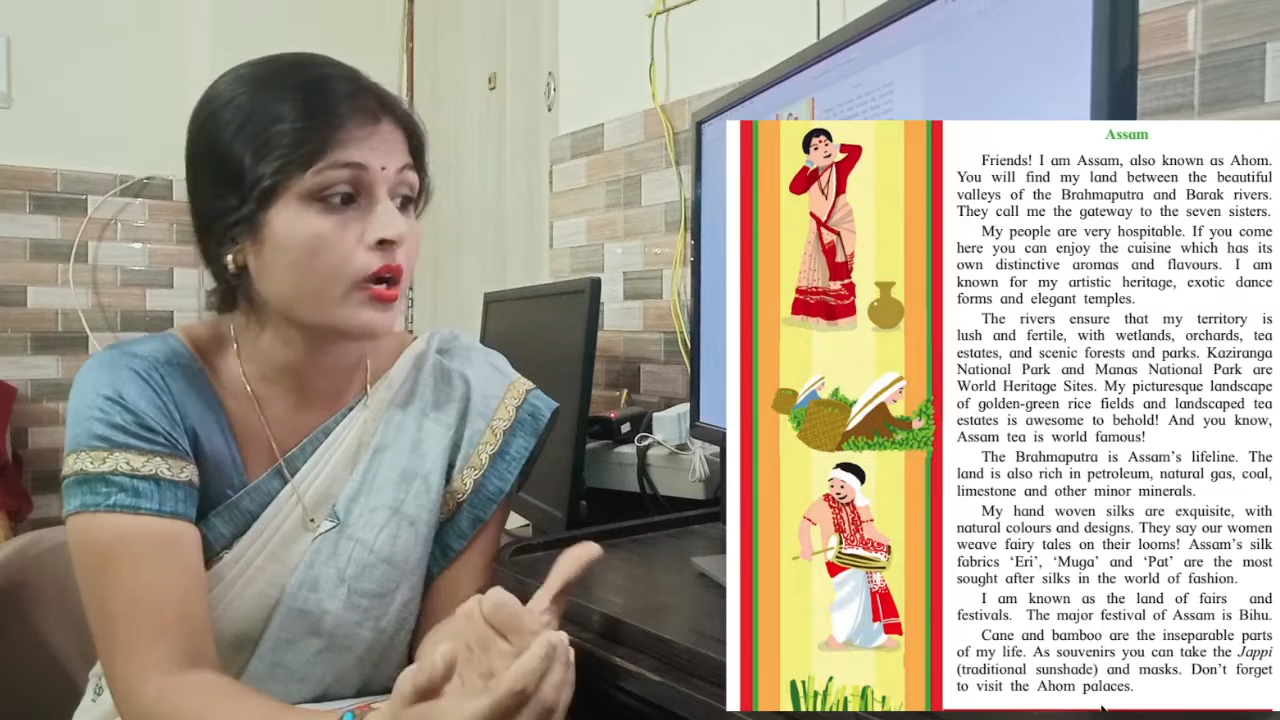 Assam
Friends! I am Assam, also known as Ahom.
You will find my land between the beautiful
valleys of the Brahmaputra and Barak rivers.
They call me the gateway to the seven sisters.
My people are very hospitable. If you come
here you can enjoy the cuisine which has its
own distinctive aromas and flavours. I am
known for my artistic heritage, exotic dance
forms and elegant temples.
The rivers ensure that my territory is
lush and fertile, with wetlands, orchards, tea
estates, and scenic forests and parks. Kaziranga
National Park and Manas National Park are
World Heritage Sites. My picturesque landscape
of golden-green rice fields and landscaped tea
estates is awesome to behold! And you know,
Assam tea is world famous!
The Brahmaputra is Assam's lifeline. The
land is also rich in petroleum, natural gas, coal,
limestone and other minor minerals.
My hand woven silks are exquisite, with
natural colours and designs. They say our women
weave fairy tales on their looms! Assam's silk
fabrics ‘Eri’, ‘Muga’ and ‘Pat’ are the most
sought after silks in the world of fashion.
I am known as the land of fairs and
festivals. The major festival of Assam is Bihu.
Cane and bamboo are the inseparable parts
of my life. As souvenirs you can take the Jappi
(traditional sunshade) and masks. Don't forget
to visit the Ahom palaces.